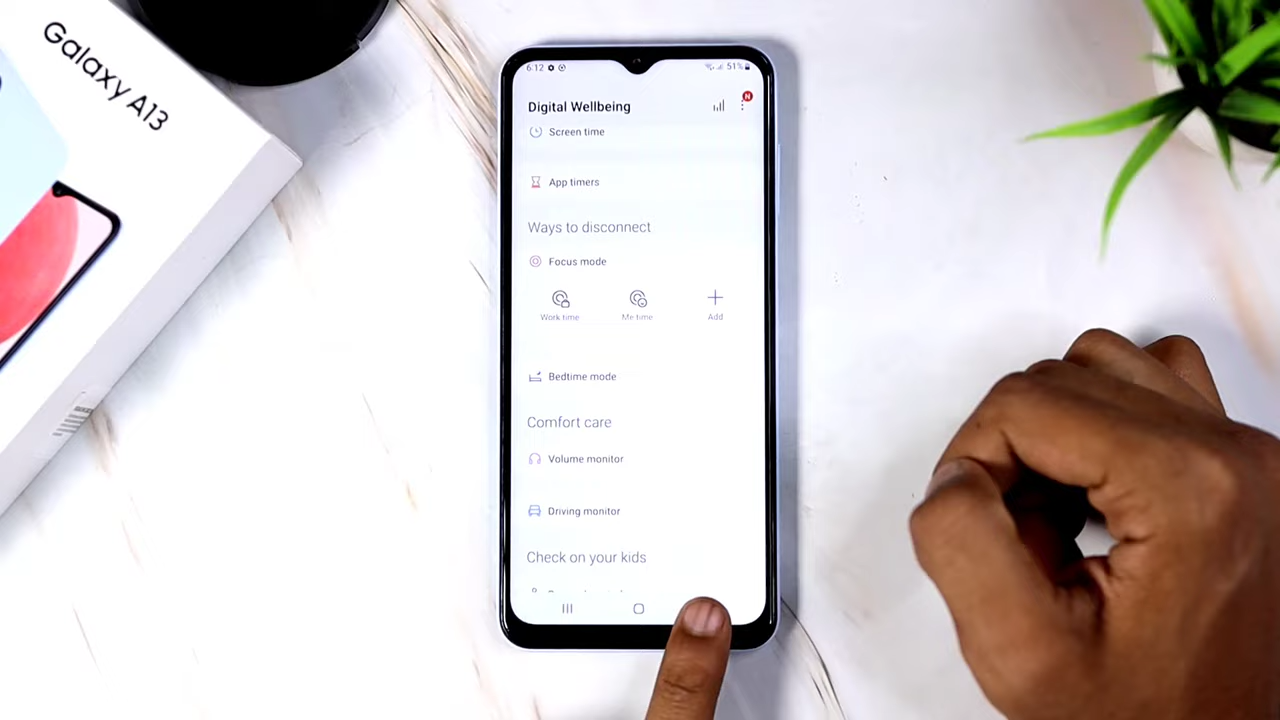 Galaxy A13
6:12
51%
Digital Wellbeing
N
Screen time
App timers
Ways to disconnect
Focus mode
Work time
Me time
Add
Bedtime mode
Comfort care
Volume monitor
Driving monitor
Check on your kids